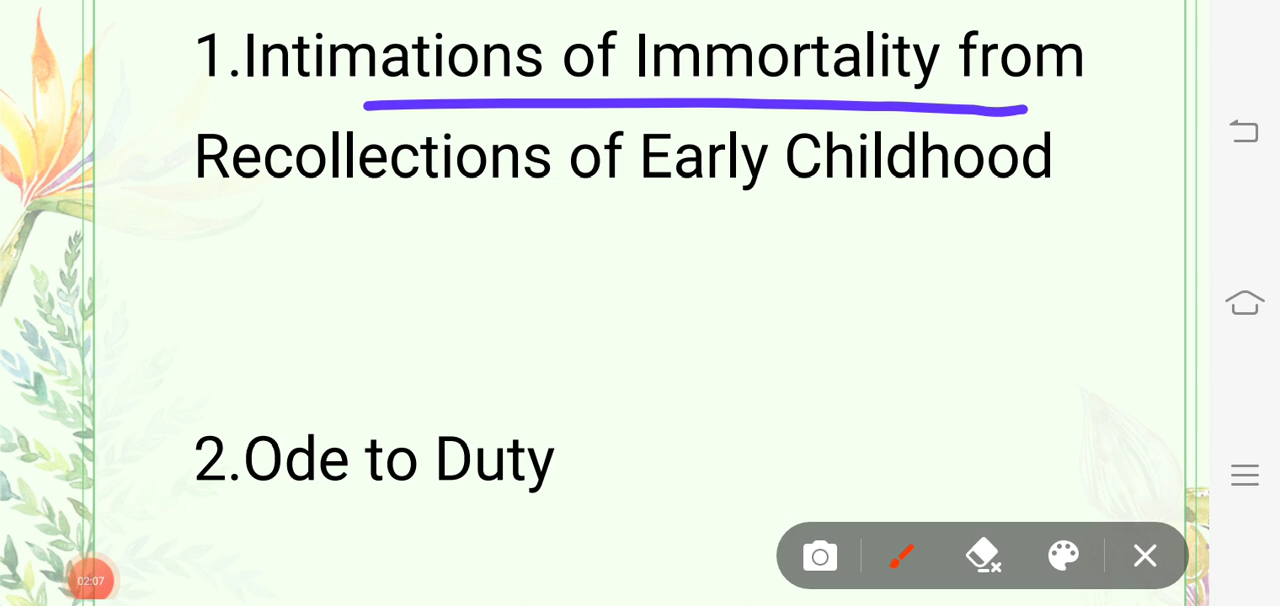 1.Intimations of Immortality from
Recollections of Early Childhood
2.Ode to Duty
02:07